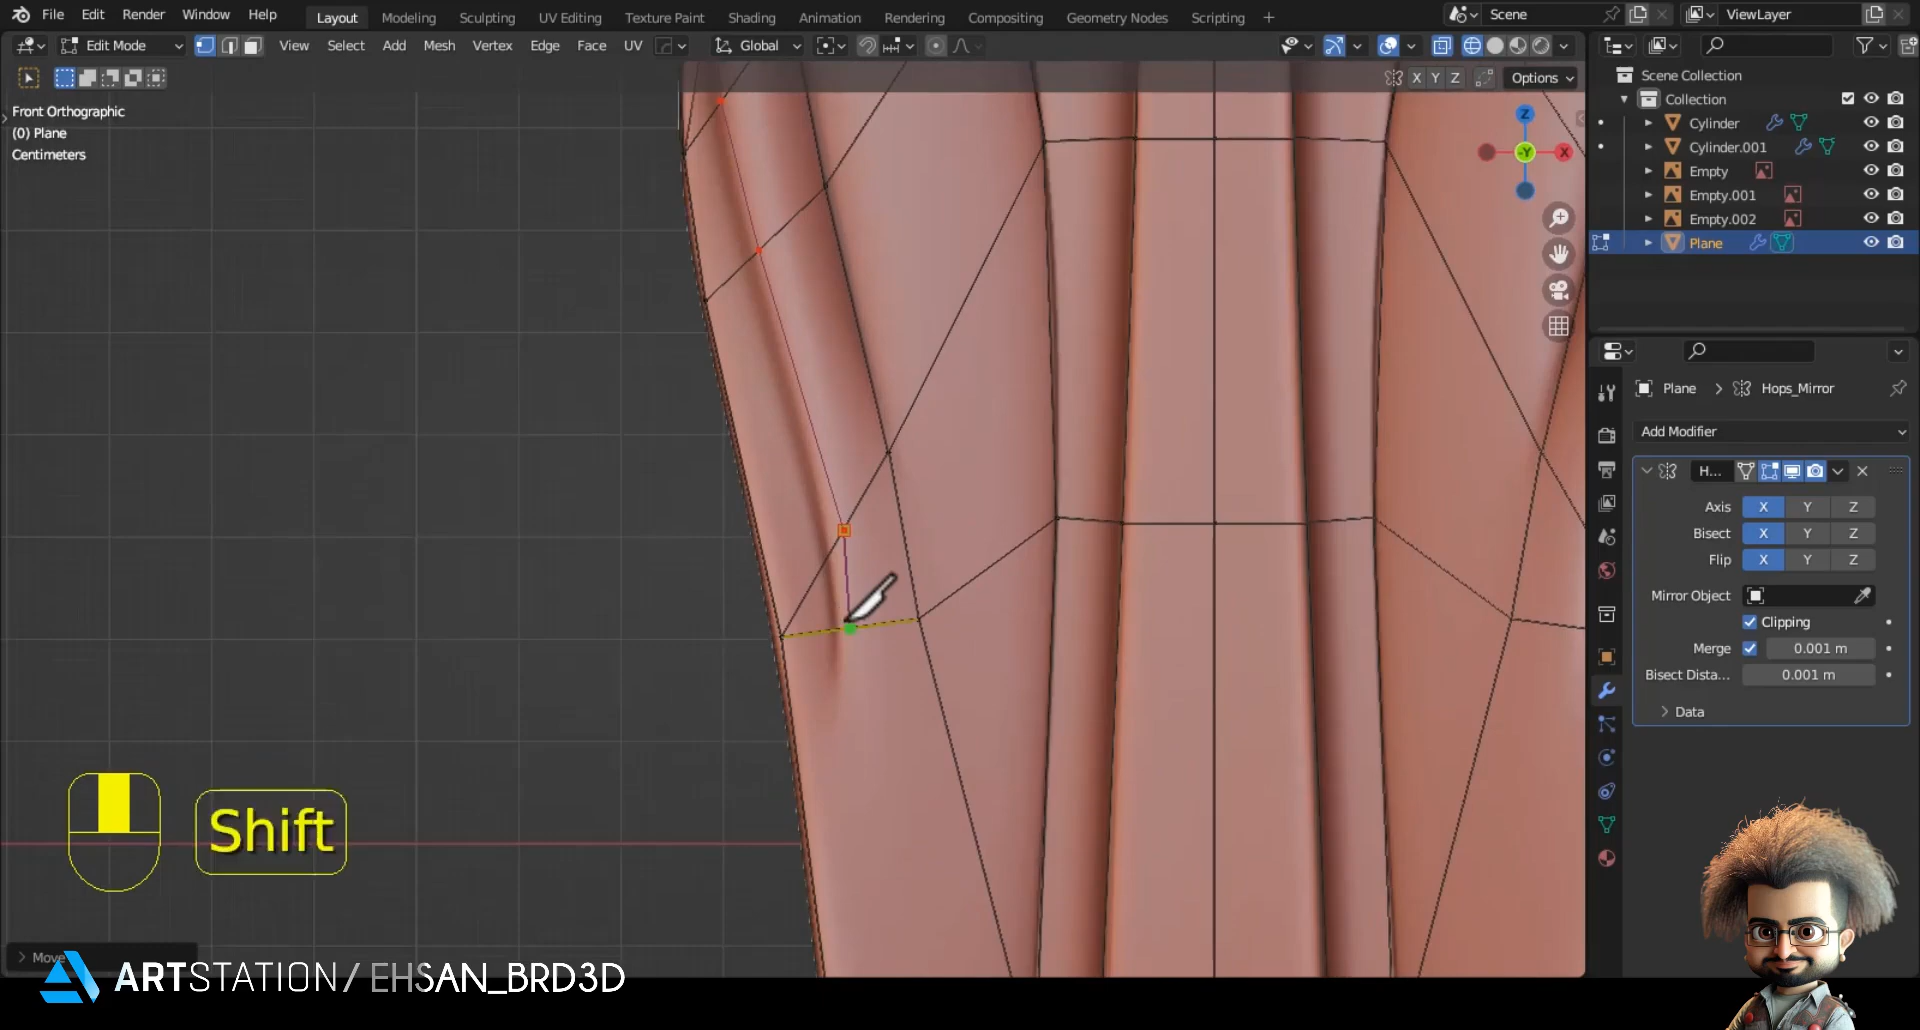 File Edit Render Window Help Layout Modeling Sculpting UV Editing Texture Paint Shading Animation Rendering Compositing Geometry Nodes Scripting + Scene ViewLayer
Edit Mode View Select Add Mesh Vertex Edge Face UV Global
X Y Z Options
Front Orthographic
(0) Plane
Centimeters
Z
-Y
X
Scene Collection
Collection
Cylinder
Cylinder.001
Empty
Empty.001
Empty.002
Plane
Plane > Hops_Mirror
Add Modifier
H...
Axis X Y Z
Bisect X Y Z
Flip X Y Z
Mirror Object
Clipping
Merge 0.001 m
Bisect Dista... 0.001 m
Data
Shift
Move
ARTSTATION/ EHSAN_BRD3D